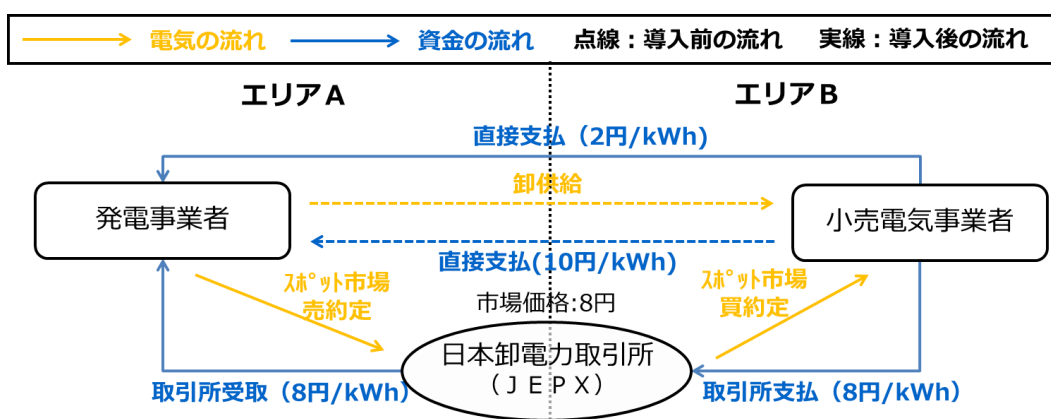 電気の流れ 資金の流れ 点線：導入前の流れ 実線：導入後の流れ
エリアA エリアB
直接支払（2円/kWh)
発電事業者
卸供給
小売電気事業者
直接支払(10円/kWh)
ｽﾎﾟｯﾄ市場
売約定
市場価格:8円
ｽﾎﾟｯﾄ市場
買約定
日本卸電力取引所
（ＪＥＰＸ）
取引所受取（8円/kWh）
取引所支払（8円/kWh）